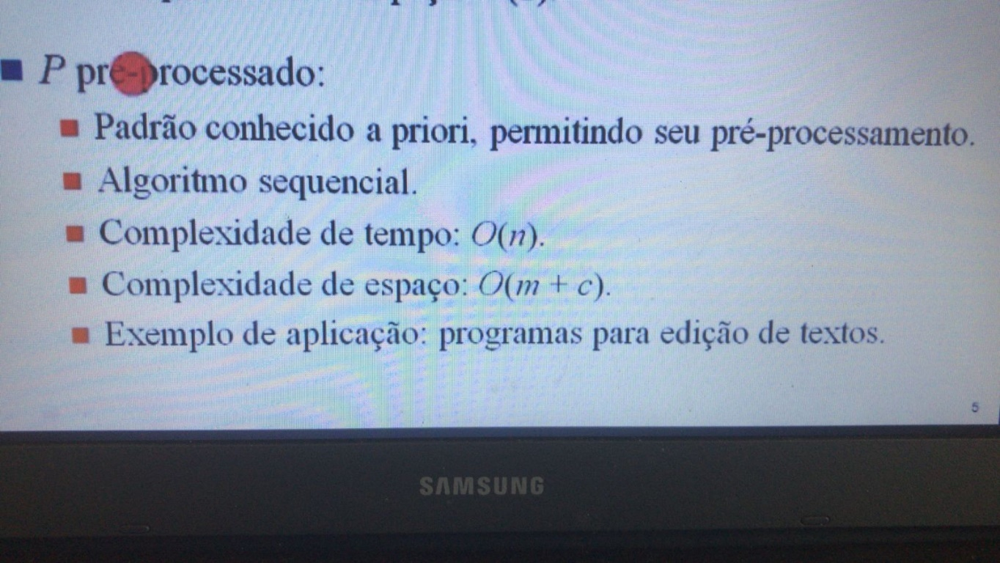 P pré-processado:
Padrão conhecido a priori, permitindo seu pré-processamento.
Algoritmo sequencial.
Complexidade de tempo: O(n).
Complexidade de espaço: O(m + c).
Exemplo de aplicação: programas para edição de textos.
5
SAMSUNG